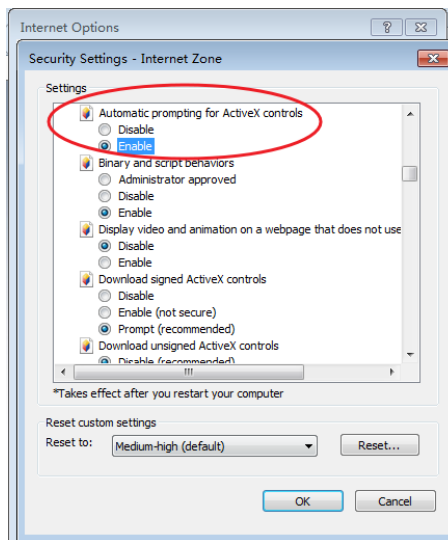 Internet Options
Security Settings - Internet Zone
Settings
Automatic prompting for ActiveX controls
Disable
Enable
Binary and script behaviors
Administrator approved
Disable
Enable
Display video and animation on a webpage that does not use
Disable
Enable
Download signed ActiveX controls
Disable
Enable (not secure)
Prompt (recommended)
Download unsigned ActiveX controls
Disable (recommended)
*Takes effect after you restart your computer
Reset custom settings
Reset to:
Medium-high (default)
Reset...
OK
Cancel